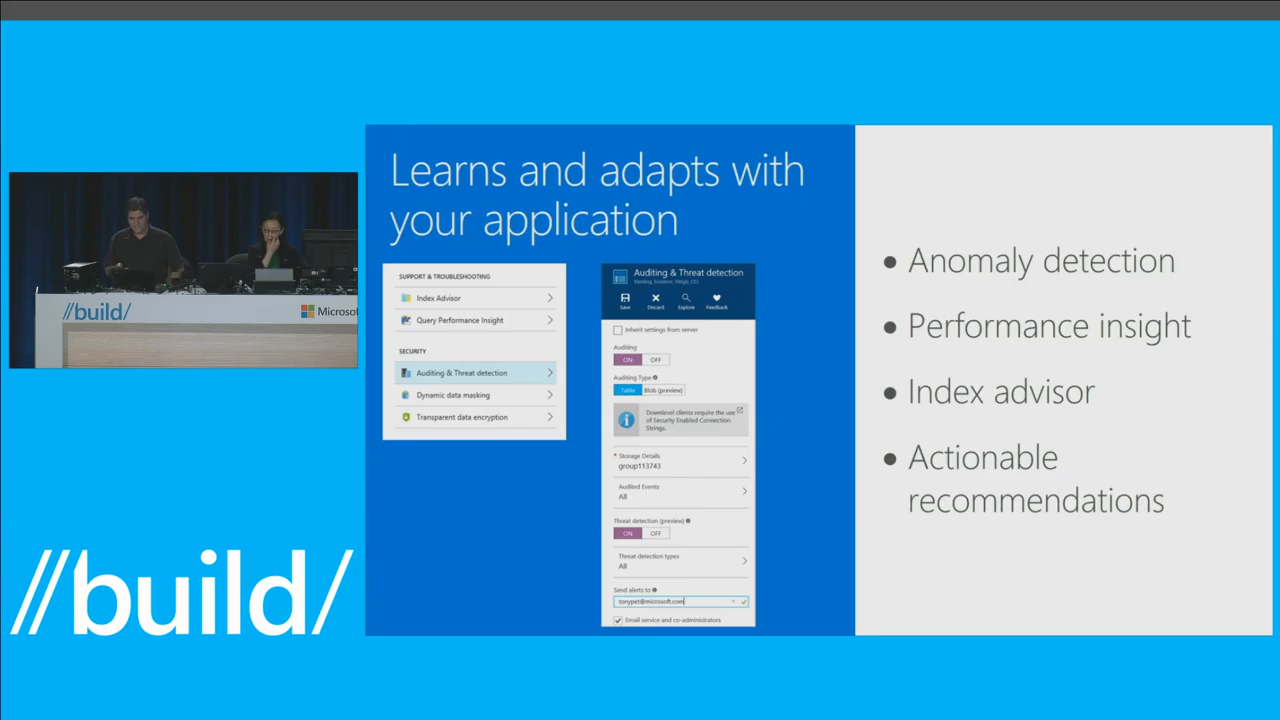 Learns and adapts with
your application
SUPPORT & TROUBLESHOOTING
Index Advisor
Query Performance Insight
SECURITY
Auditing & Threat detection
Dynamic data masking
Transparent data encryption
Auditing & Threat detection
Save
Discard
Explore
Feedback
Inherit settings from server
Auditing
ON OFF
Auditing Type
Table Blob (preview)
Downlevel clients require the use
of Security Enabled Connection
Strings.
* Storage Details
group113743
Audited Events
All
Threat detection (preview)
ON OFF
Threat detection types
All
Send alerts to
tonypet@microsoft.com
Email service and co-administrators
• Anomaly detection
• Performance insight
• Index advisor
• Actionable
recommendations
//build/
Microsoft
//build/